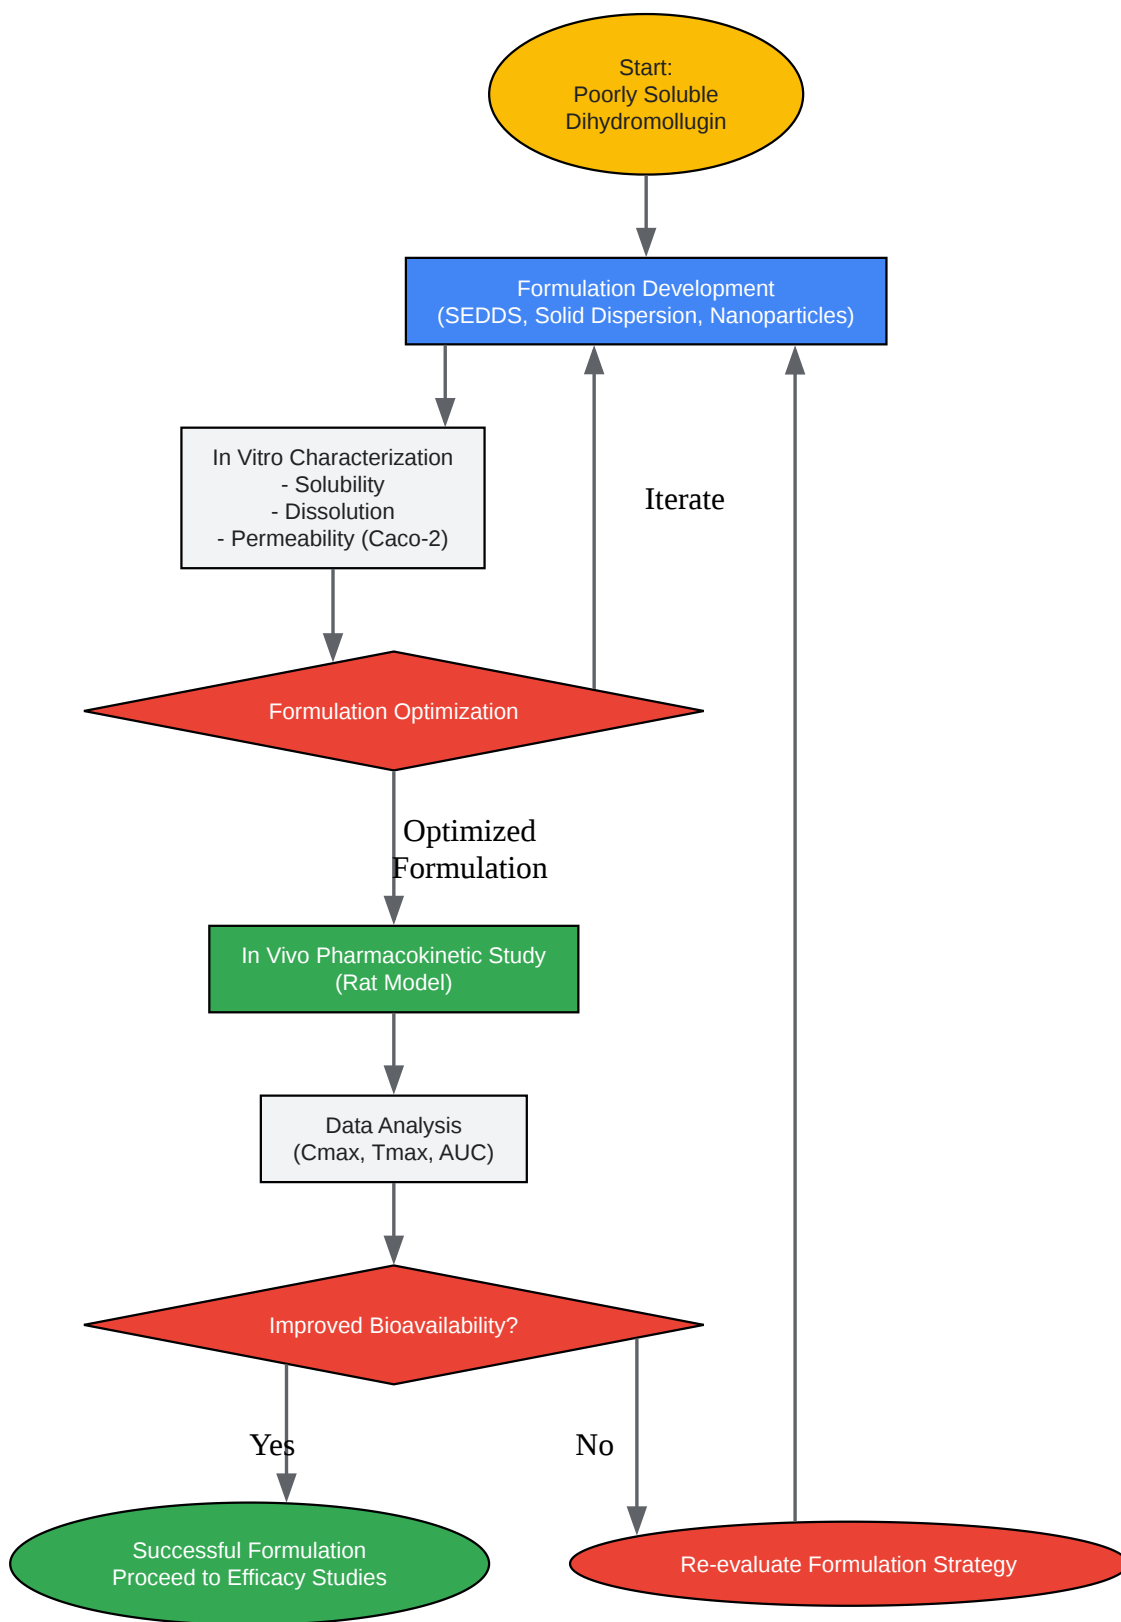 Start:
Poorly Soluble
Dihydromollugin
Formulation Development
(SEDDS, Solid Dispersion, Nanoparticles)
In Vitro Characterization
- Solubility
- Dissolution
- Permeability (Caco-2)
Iterate
Formulation Optimization
Optimized
Formulation
In Vivo Pharmacokinetic Study
(Rat Model)
Data Analysis
(Cmax, Tmax, AUC)
Improved Bioavailability?
Yes
No
Successful Formulation
Proceed to Efficacy Studies
Re-evaluate Formulation Strategy